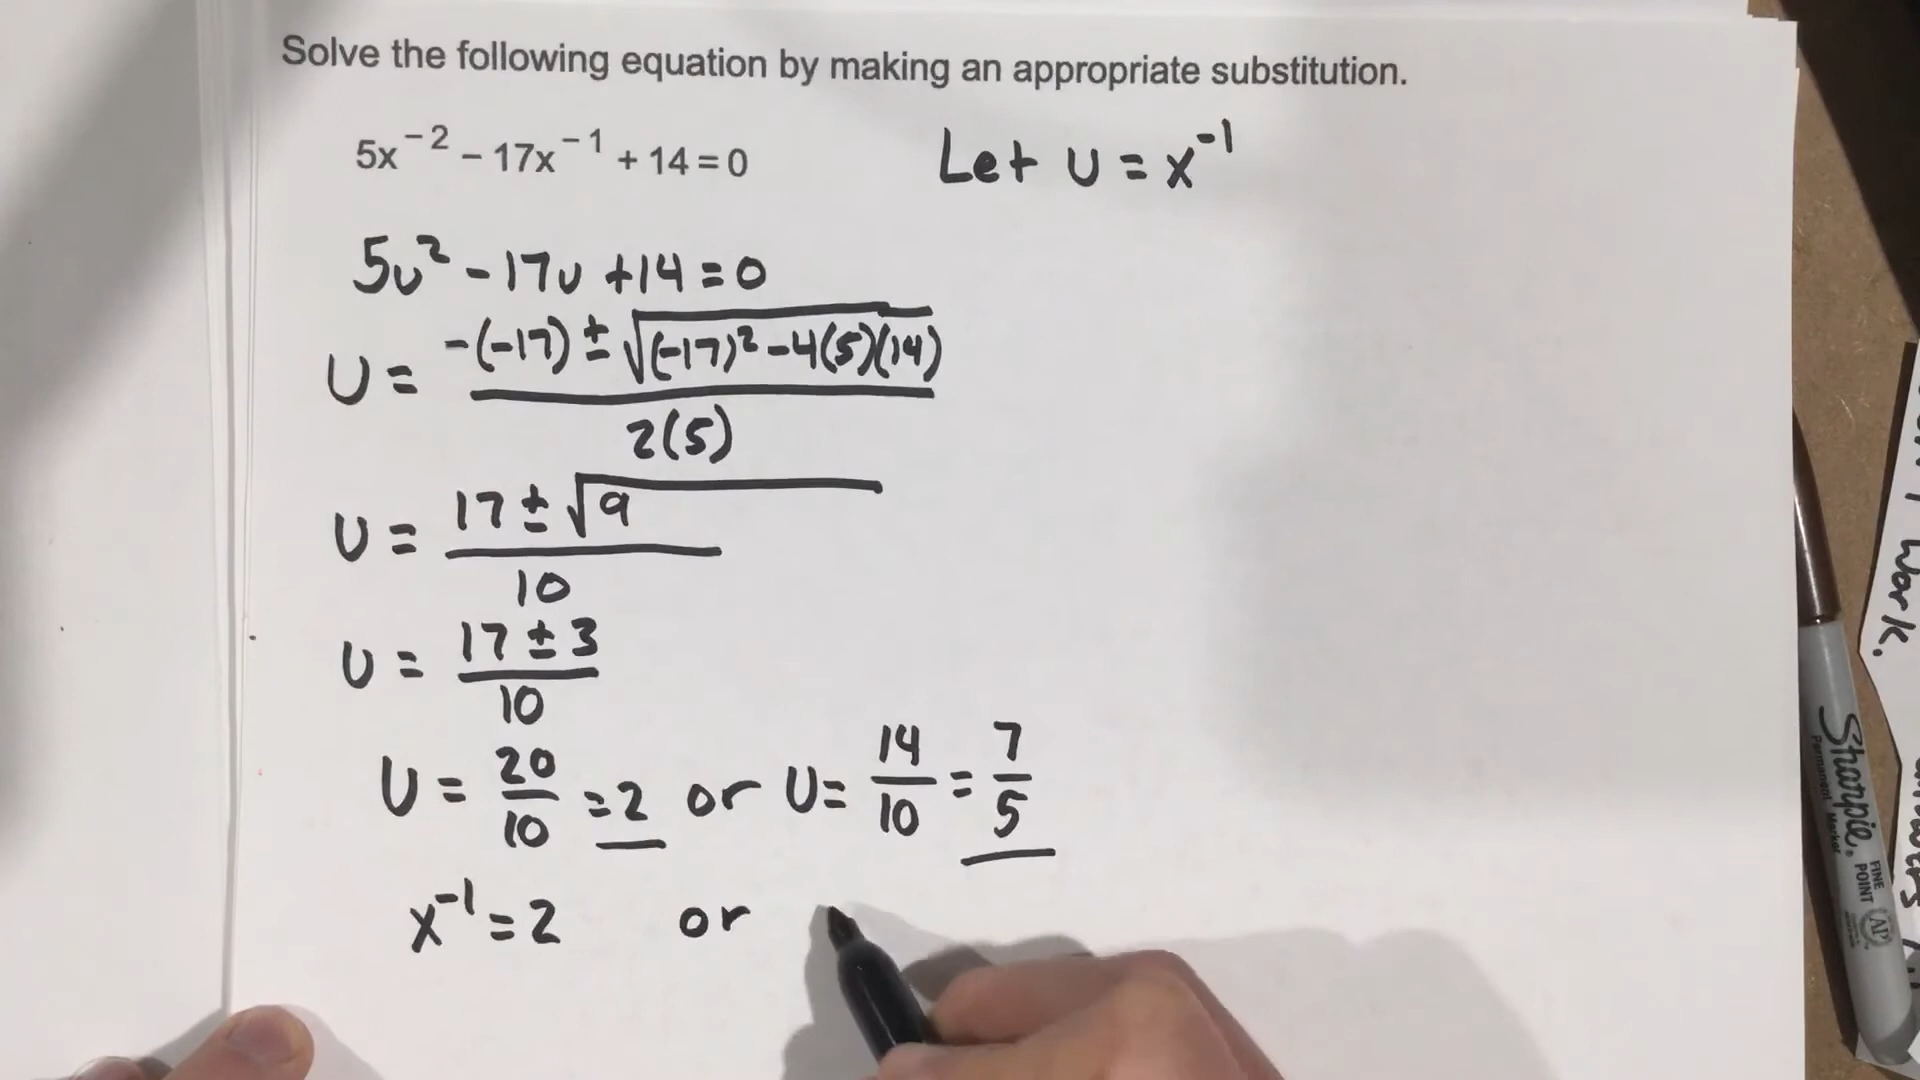 Solve the following equation by making an appropriate substitution.
5x⁻² − 17x⁻¹ + 14 = 0
Let u = x⁻¹
5u² - 17u + 14 = 0
U = -(-17) ± √((-17)² - 4(5)(14)) / 2(5)
U = 17 ± √9 / 10
U = 17 ± 3 / 10
U = 20/10 = 2 or U = 14/10 = 7/5
x⁻¹ = 2 or
work.
Sharpie.
Permanent Marker
FINE POINT
AP